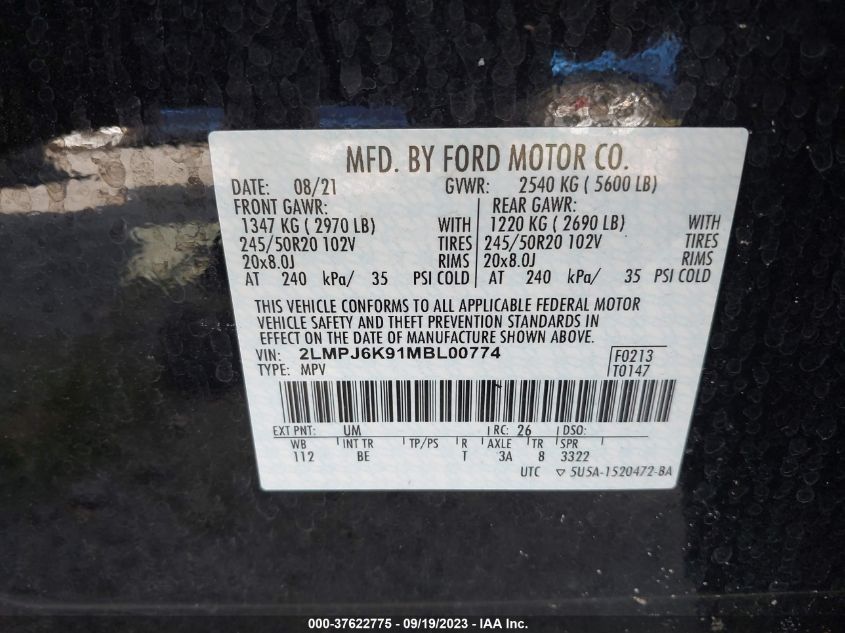 MFD. BY FORD MOTOR CO.
DATE: 08/21 GVWR: 2540 KG ( 5600 LB)
FRONT GAWR: REAR GAWR:
1347 KG ( 2970 LB) WITH 1220 KG ( 2690 LB) WITH
245/50R20 102V TIRES 245/50R20 102V TIRES
20x8.0J RIMS 20x8.0J RIMS
AT 240 kPa/ 35 PSI COLD AT 240 kPa/ 35 PSI COLD
THIS VEHICLE CONFORMS TO ALL APPLICABLE FEDERAL MOTOR
VEHICLE SAFETY AND THEFT PREVENTION STANDARDS IN
EFFECT ON THE DATE OF MANUFACTURE SHOWN ABOVE.
VIN: 2LMPJ6K91MBL00774 F0213
TYPE: MPV T0147
EXT PNT: UM RC: 26 DSO:
WB INT TR TP/PS R AXLE TR SPR
112 BE T 3A 8 3322
UTC ▽ 5U5A-1520472-BA
000-37622775 - 09/19/2023 - IAA Inc.